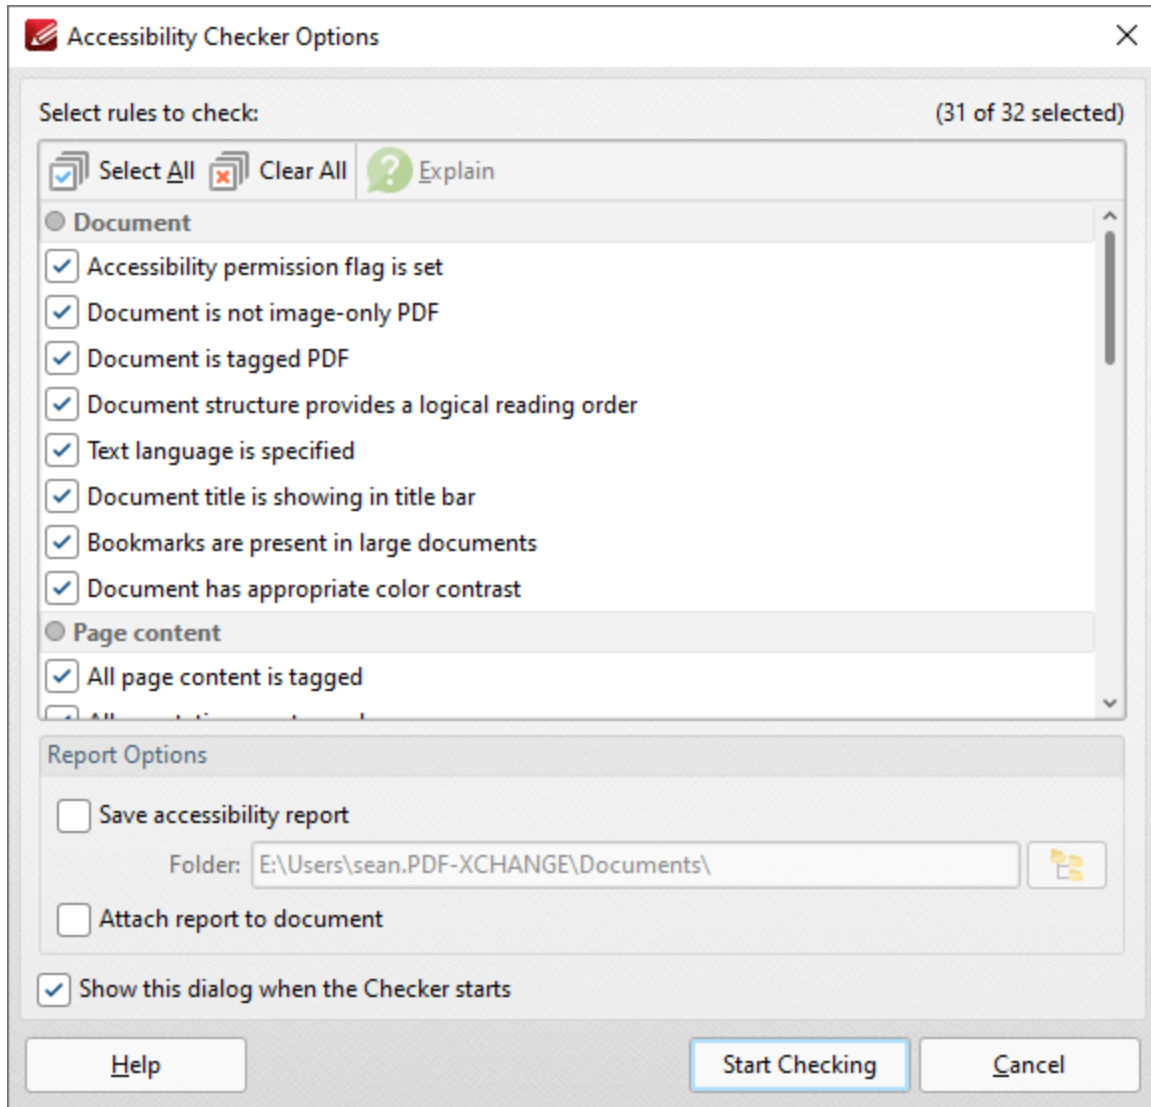 Accessibility Checker Options
Select rules to check: (31 of 32 selected)
Select All Clear All Explain
Document
Accessibility permission flag is set
Document is not image-only PDF
Document is tagged PDF
Document structure provides a logical reading order
Text language is specified
Document title is showing in title bar
Bookmarks are present in large documents
Document has appropriate color contrast
Page content
All page content is tagged
Report Options
Save accessibility report
Folder: E:\Users\sean.PDF-XCHANGE\Documents\
Attach report to document
Show this dialog when the Checker starts
Help Start Checking Cancel